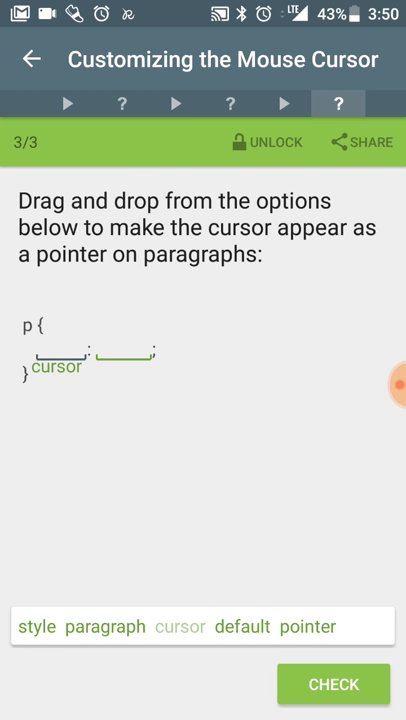 LTE 43% 3:50
Customizing the Mouse Cursor
? ? ?
3/3 UNLOCK SHARE
Drag and drop from the options
below to make the cursor appear as
a pointer on paragraphs:
p {
: ;
} cursor
style paragraph cursor default pointer
CHECK